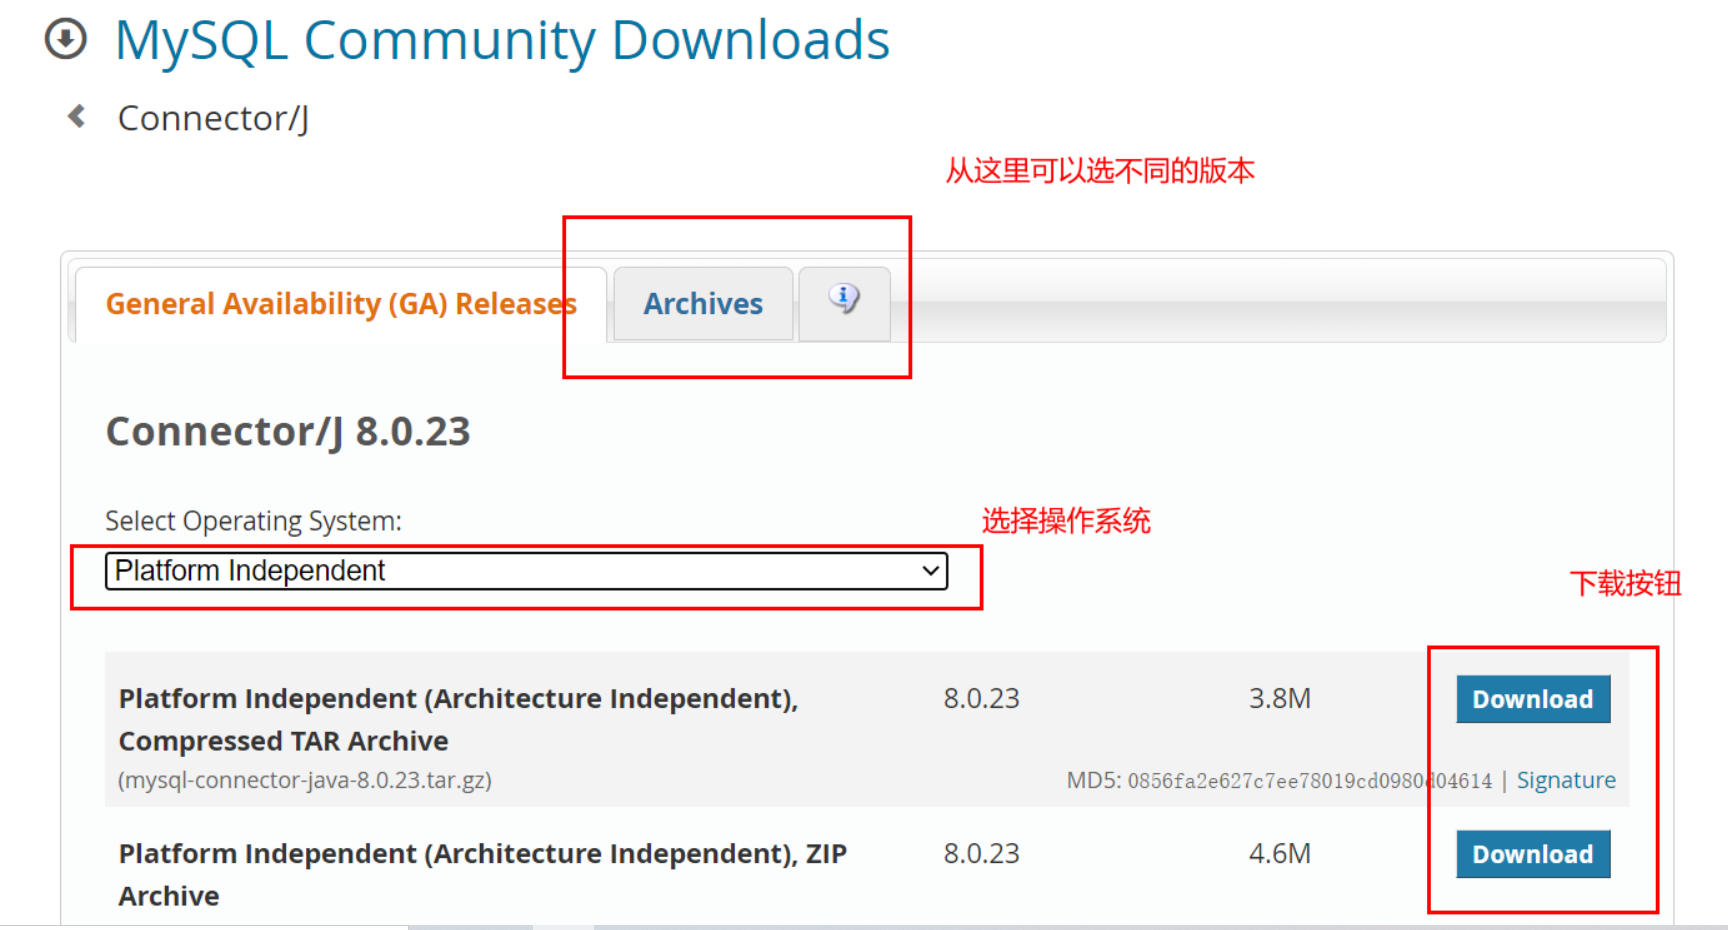 MySQL Community Downloads
Connector/J
从这里可以选不同的版本
General Availability (GA) Releases
Archives
Connector/J 8.0.23
Select Operating System:
选择操作系统
Platform Independent
下载按钮
Platform Independent (Architecture Independent), 8.0.23 3.8M Download
Compressed TAR Archive
(mysql-connector-java-8.0.23.tar.gz) MD5: 0856fa2e627c7ee78019cd0980d04614 | Signature
Platform Independent (Architecture Independent), ZIP 8.0.23 4.6M Download
Archive